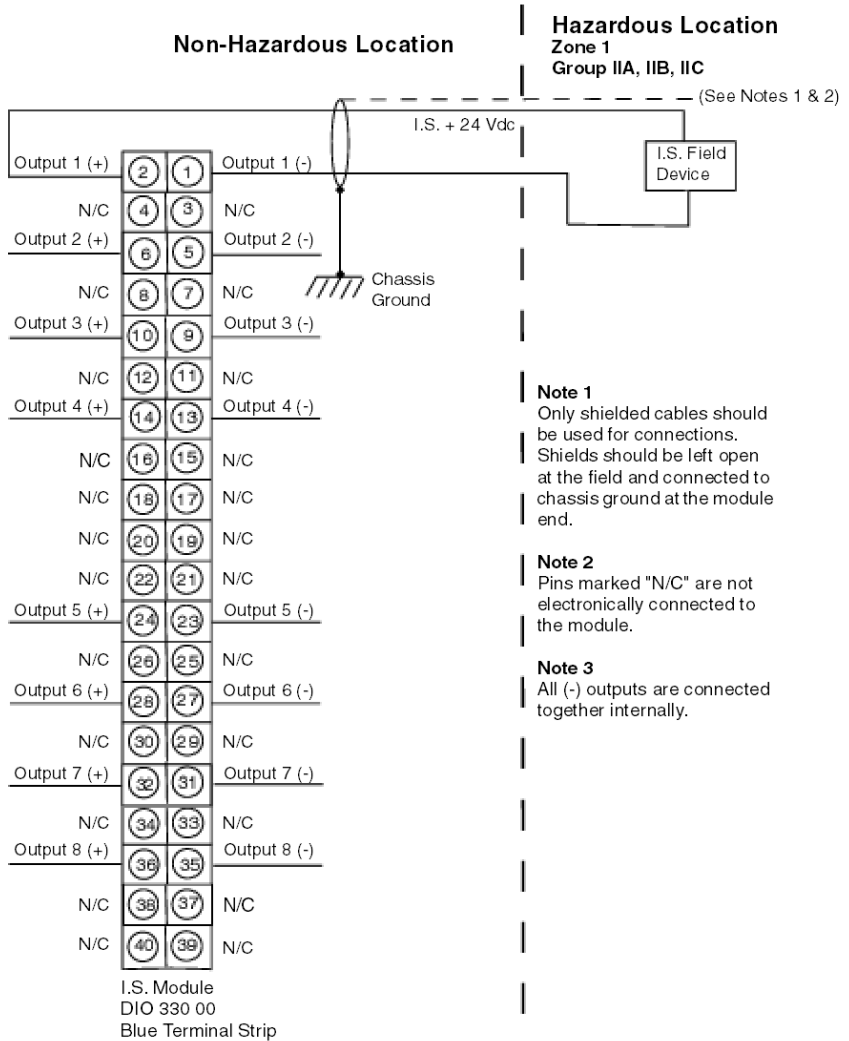 Non-Hazardous Location
Hazardous Location
Zone 1
Group IIA, IIB, IIC
(See Notes 1 & 2)
I.S. + 24 Vdc
I.S. Field
Device
Output 1 (+) 2 1 Output 1 (-)
N/C 4 3 N/C
Output 2 (+) 6 5 Output 2 (-)
N/C 8 7 N/C
Chassis
Ground
Output 3 (+) 10 9 Output 3 (-)
N/C 12 11 N/C
Output 4 (+) 14 13 Output 4 (-)
N/C 16 15 N/C
N/C 18 17 N/C
N/C 20 19 N/C
N/C 22 21 N/C
Output 5 (+) 24 23 Output 5 (-)
N/C 26 25 N/C
Output 6 (+) 28 27 Output 6 (-)
N/C 30 29 N/C
Output 7 (+) 32 31 Output 7 (-)
N/C 34 33 N/C
Output 8 (+) 36 35 Output 8 (-)
N/C 38 37 N/C
N/C 40 39 N/C
I.S. Module
DIO 330 00
Blue Terminal Strip
Note 1
Only shielded cables should
be used for connections.
Shields should be left open
at the field and connected to
chassis ground at the module
end.
Note 2
Pins marked "N/C" are not
electronically connected to
the module.
Note 3
All (-) outputs are connected
together internally.